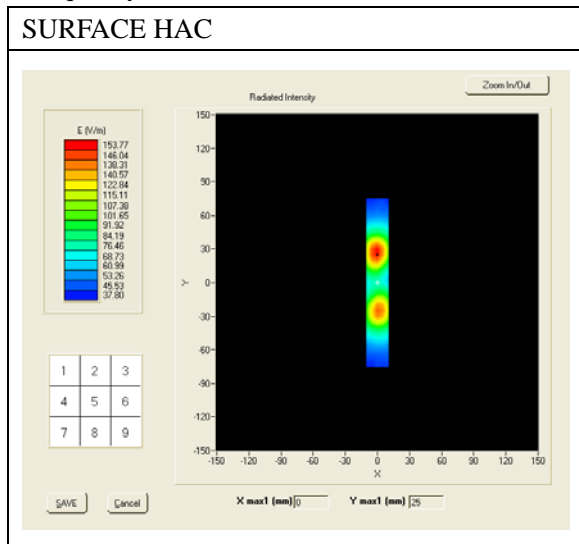 SURFACE HAC
Zoom In/Out
Radiated Intensity
E (V/m)
153.77
146.04
138.31
140.57
122.84
115.11
107.38
101.65
91.92
84.19
76.46
68.73
60.99
53.26
45.53
37.80
150
120
90
60
30
0
-30
-60
-90
-120
-150
Y
-150 -120 -90 -60 -30 0 30 60 90 120 150
X
1 2 3
4 5 6
7 8 9
SAVE Cancel X max1 (mm) 0 Y max1 (mm) 25